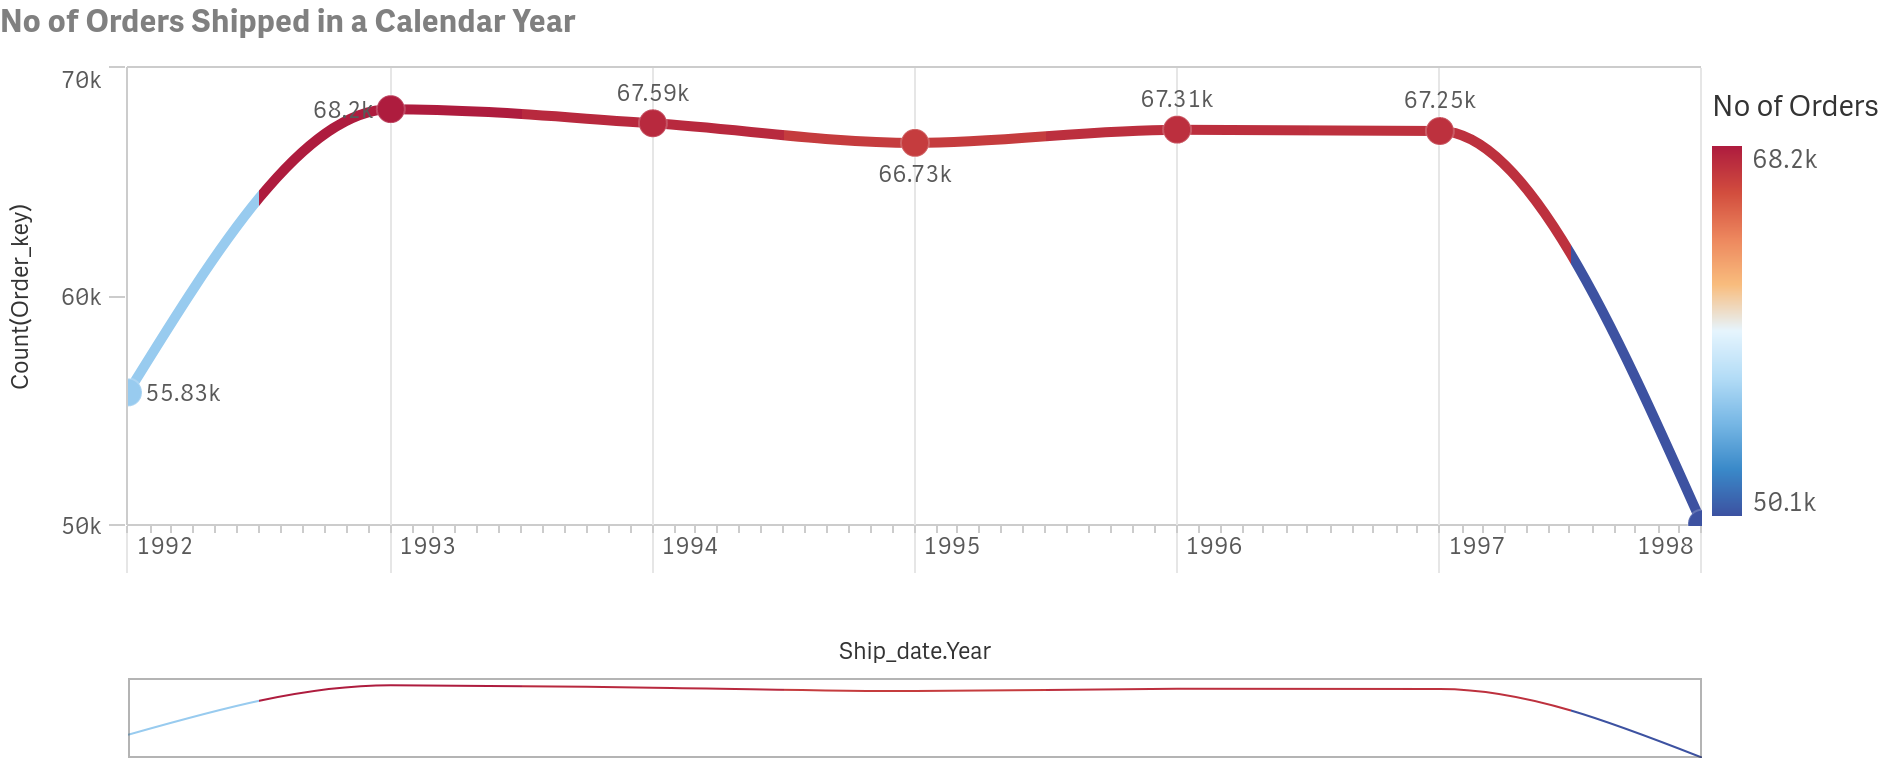 No of Orders Shipped in a Calendar Year
70k
60k
50k
Count(Order_key)
55.83k
68.2k
67.59k
66.73k
67.31k
67.25k
1992
1993
1994
1995
1996
1997
1998
Ship_date.Year
No of Orders
68.2k
50.1k